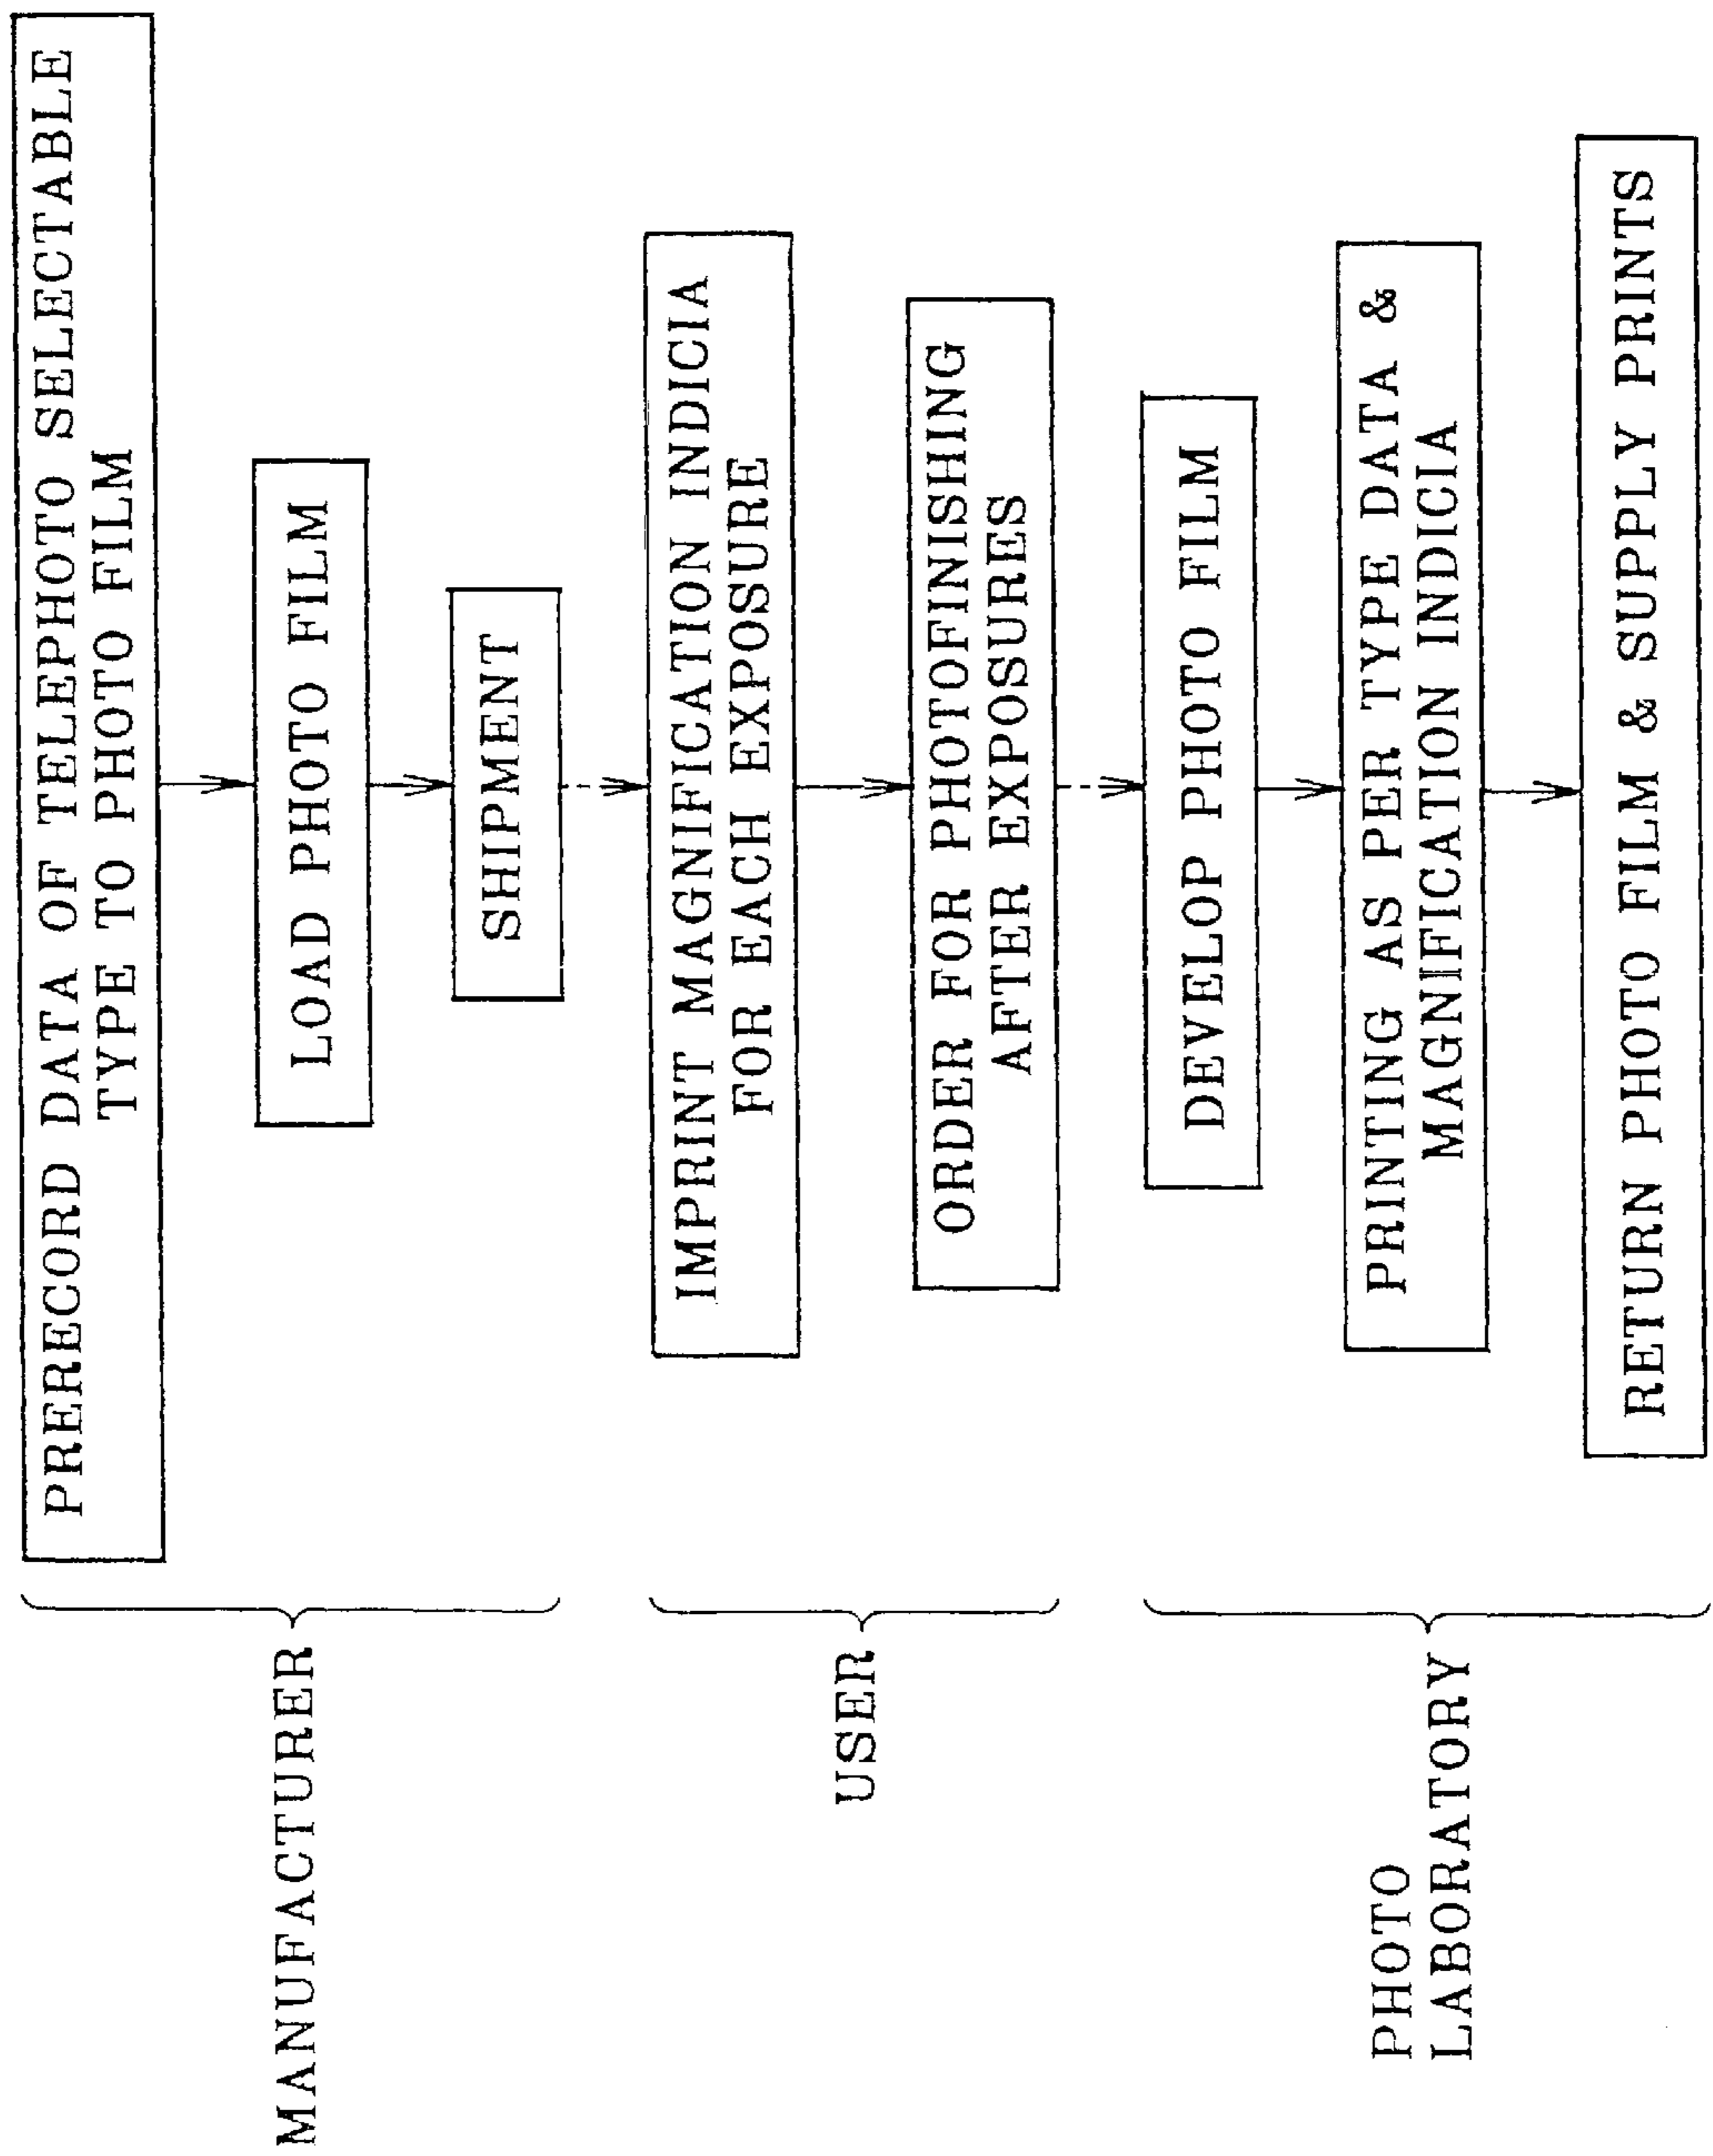 MANUFACTURER
PRERECORD DATA OF TELEPHOTO SELECTABLE
TYPE TO PHOTO FILM
LOAD PHOTO FILM
SHIPMENT
USER
IMPRINT MAGNIFICATION INDICIA
FOR EACH EXPOSURE
ORDER FOR PHOTOFINISHING
AFTER EXPOSURES
PHOTO
LABORATORY
DEVELOP PHOTO FILM
PRINTING AS PER TYPE DATA &
MAGNIFICATION INDICIA
RETURN PHOTO FILM & SUPPLY PRINTS